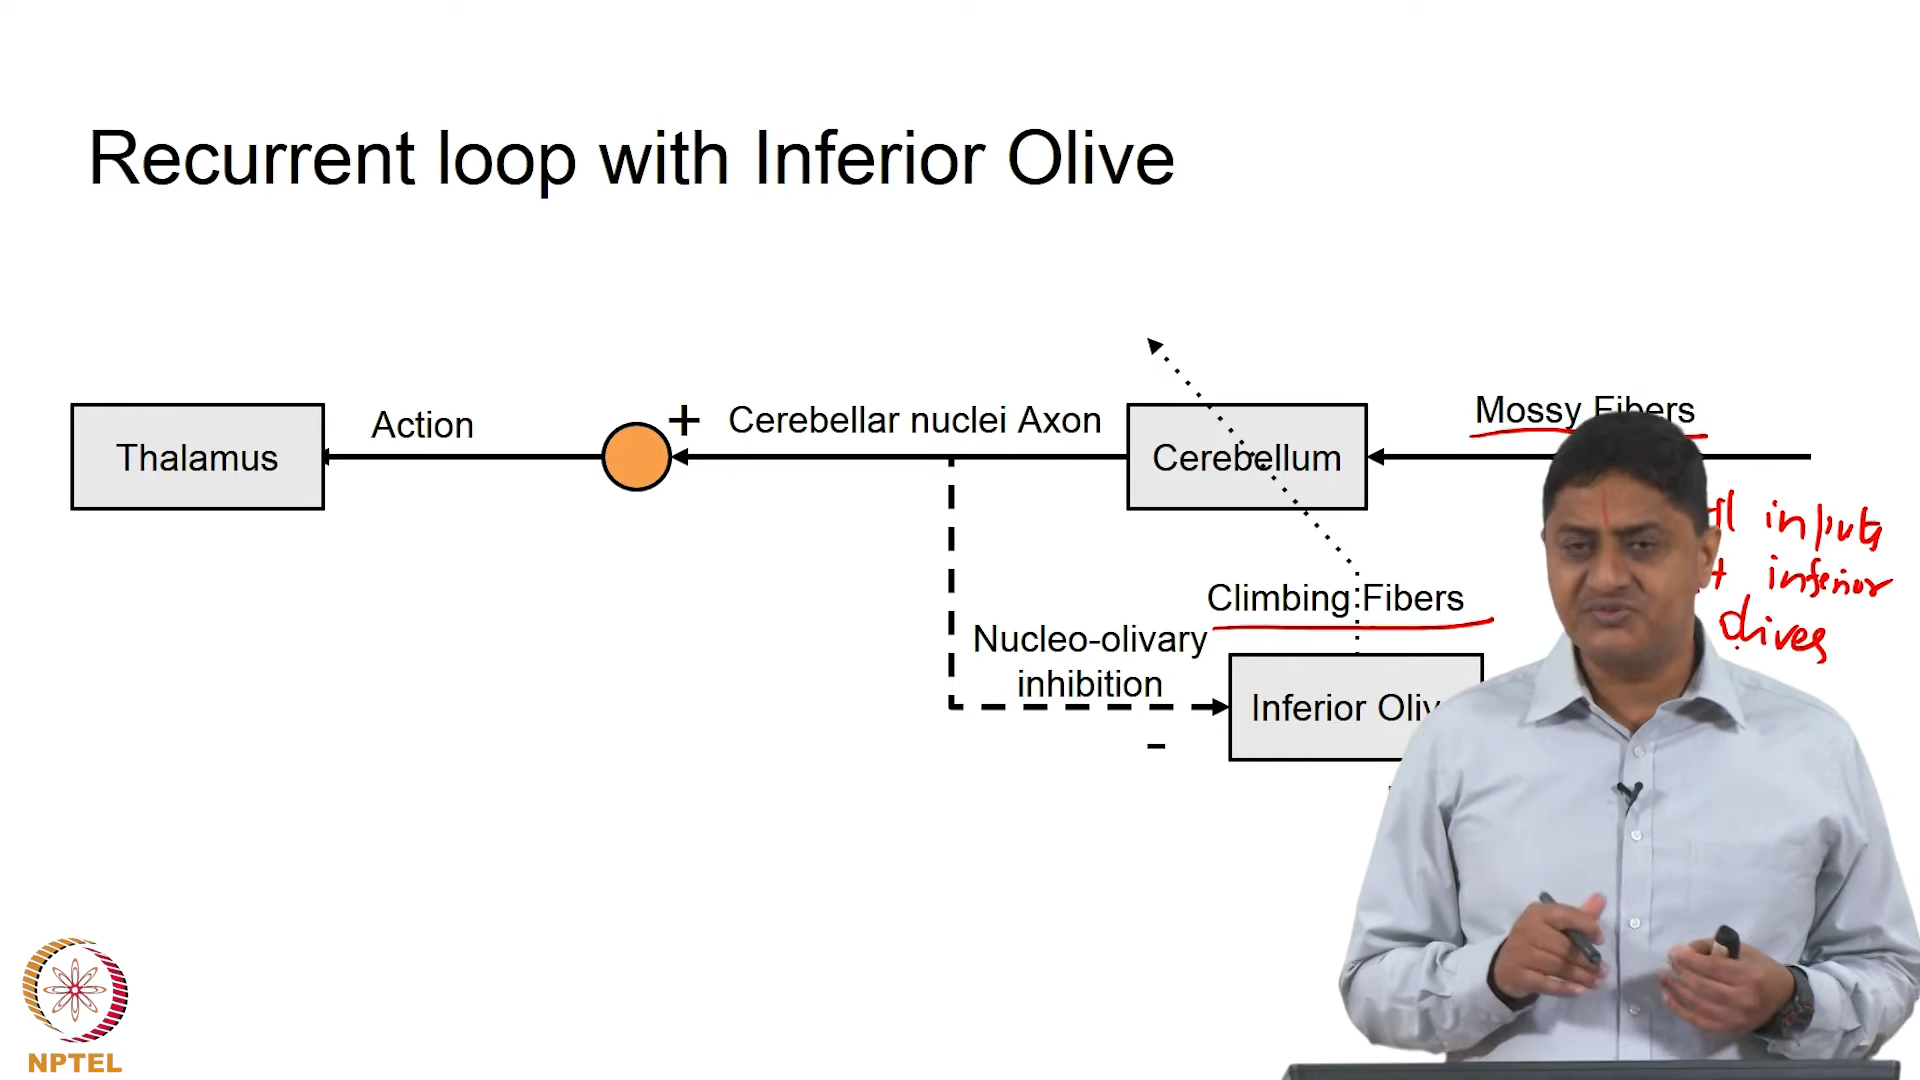 Recurrent loop with Inferior Olive
Thalamus
Action
+
Cerebellar nuclei Axon
Cerebellum
Mossy Fibers
inputs
inferior
olives
Climbing Fibers
Nucleo-olivary
inhibition
-
Inferior
NPTEL